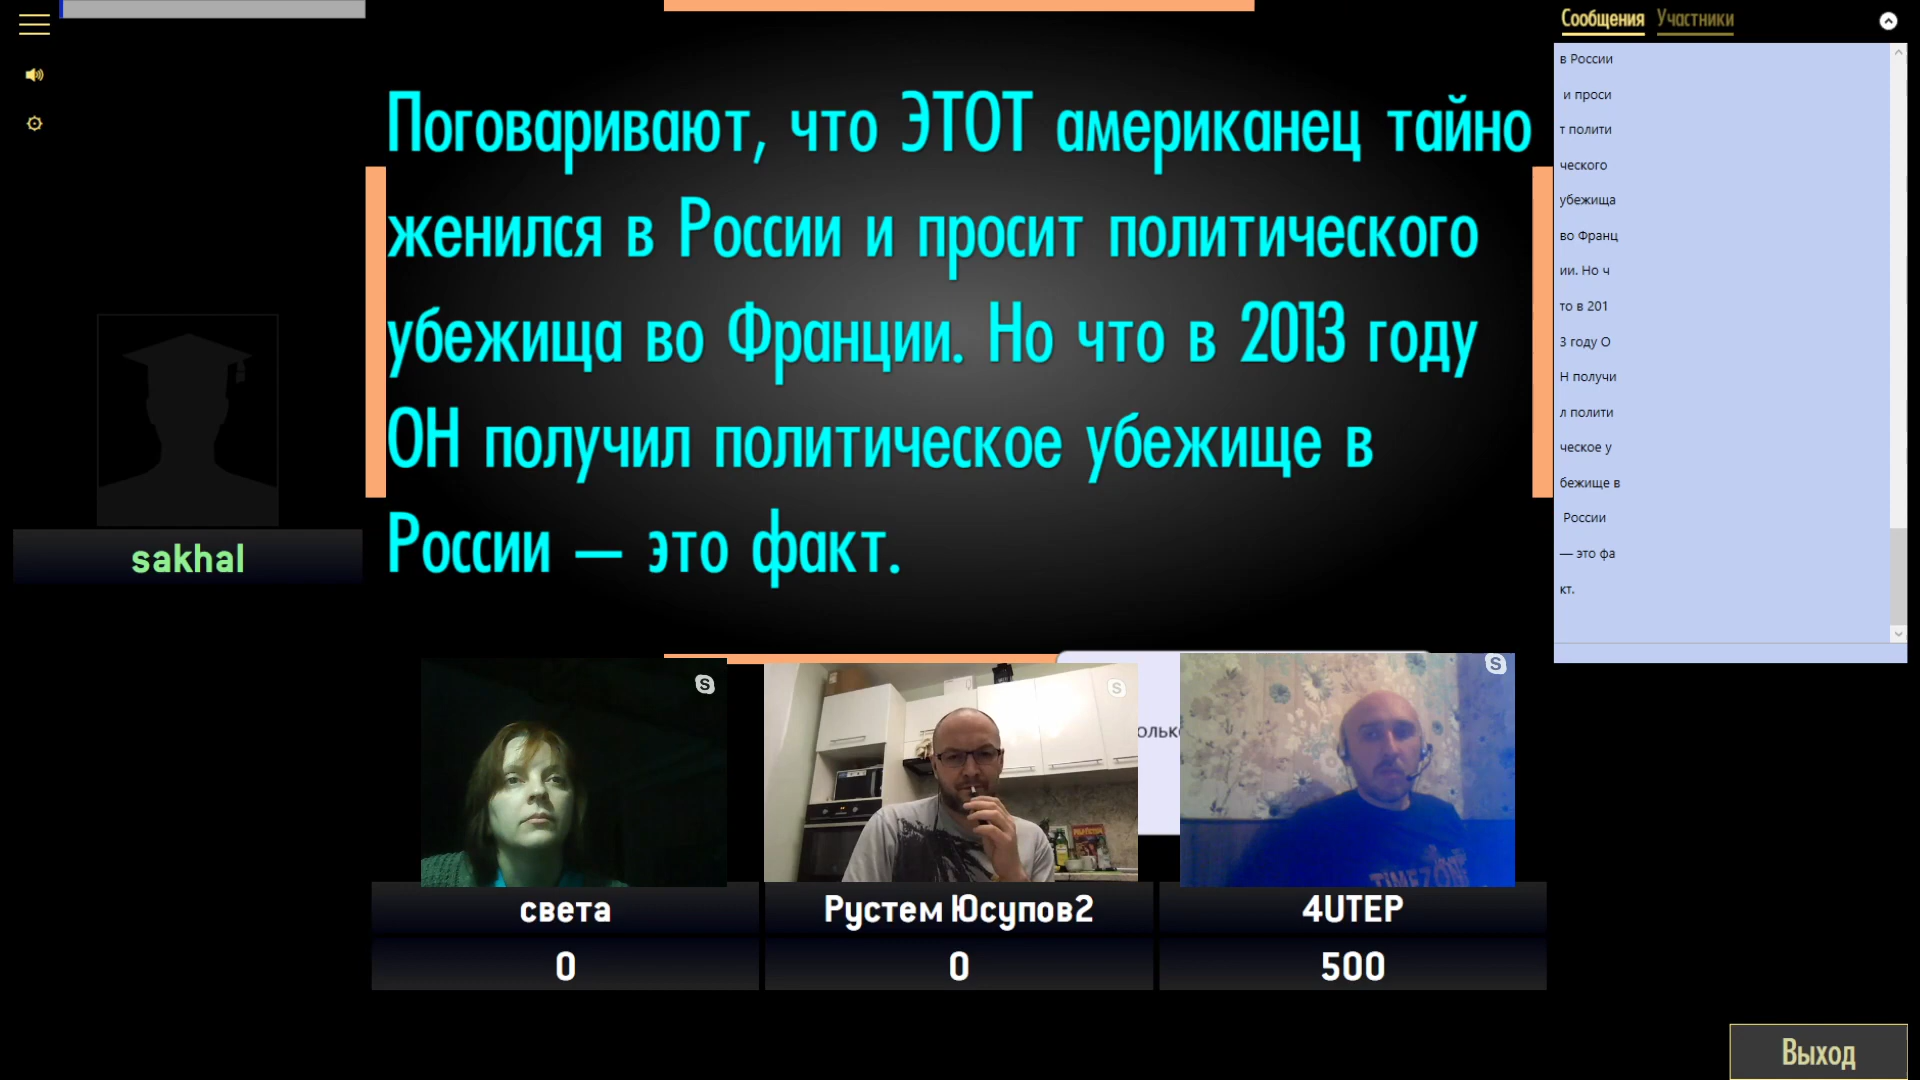 Поговаривают, что ЭТОТ американец тайно
женился в России и просит политического
убежища во Франции. Но что в 2013 году
ОН получил политическое убежище в
России — это факт.
Сообщения Участники
в России
и проси
т полити
ческого
убежища
во Франц
ии. Но ч
то в 201
3 году О
Н получи
л полити
ческое у
бежище в
России
— это фа
кт.
sakhal
ольк
TIMEZONE
света
Рустем Юсупов2
4UTEP
0
0
500
Выход